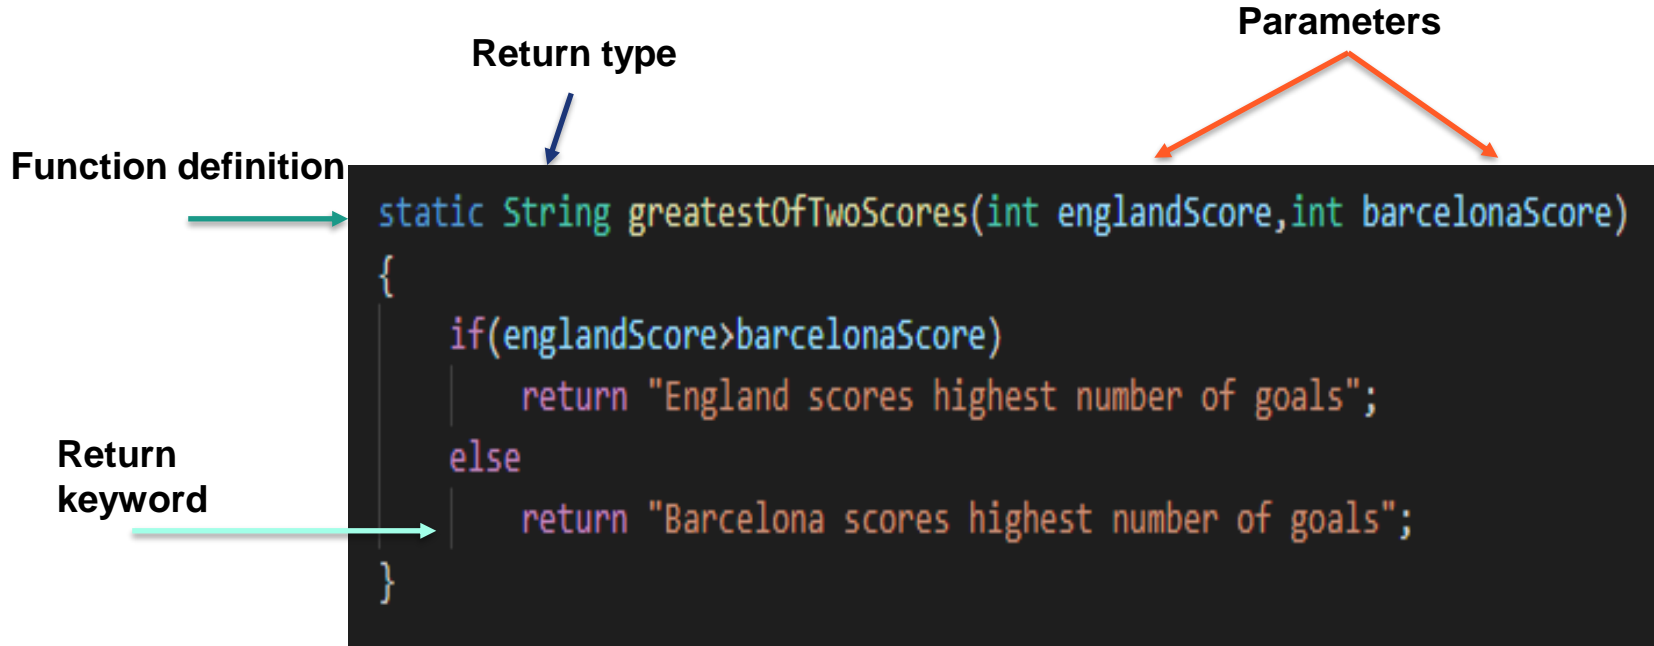 Parameters
Return type
Function definition
static String greatestOfTwoScores(int englandScore,int barcelonaScore)
{
if(englandScore>barcelonaScore)
return "England scores highest number of goals";
else
return "Barcelona scores highest number of goals";
}
Return
keyword